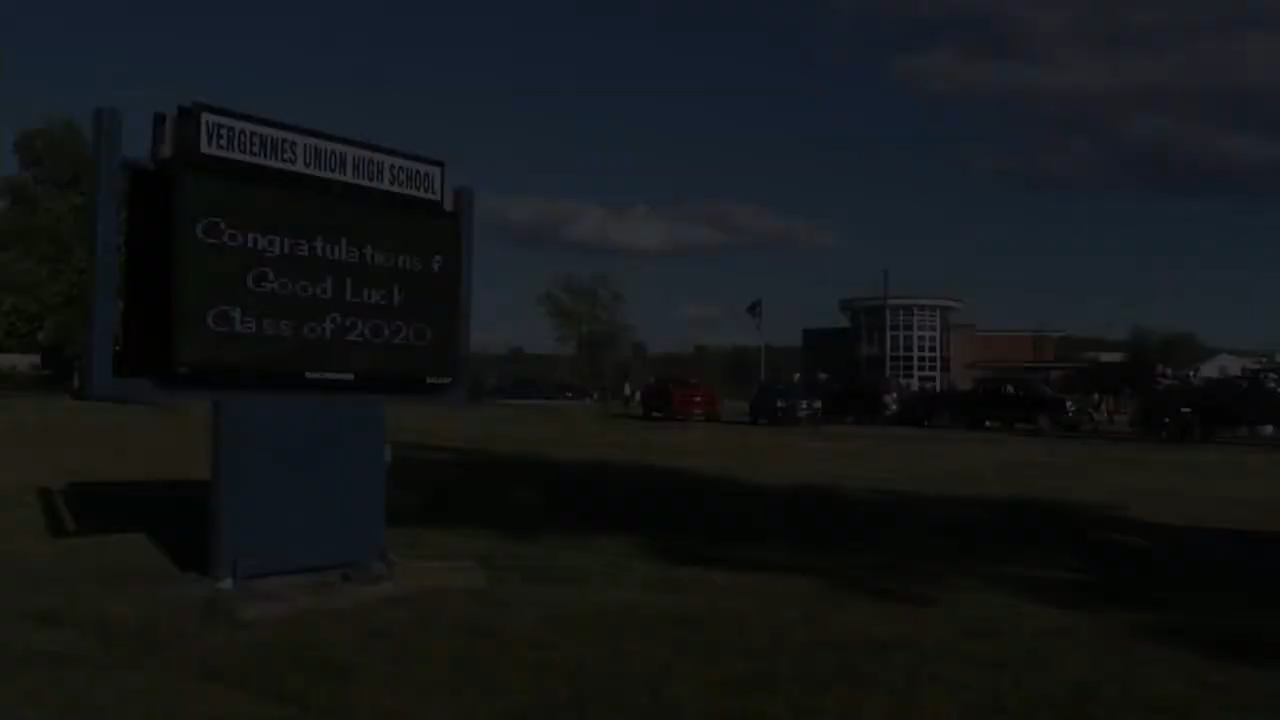 VERGENNES UNION HIGH SCHOOL
Congratulations &
Good Luck
Class of 2020